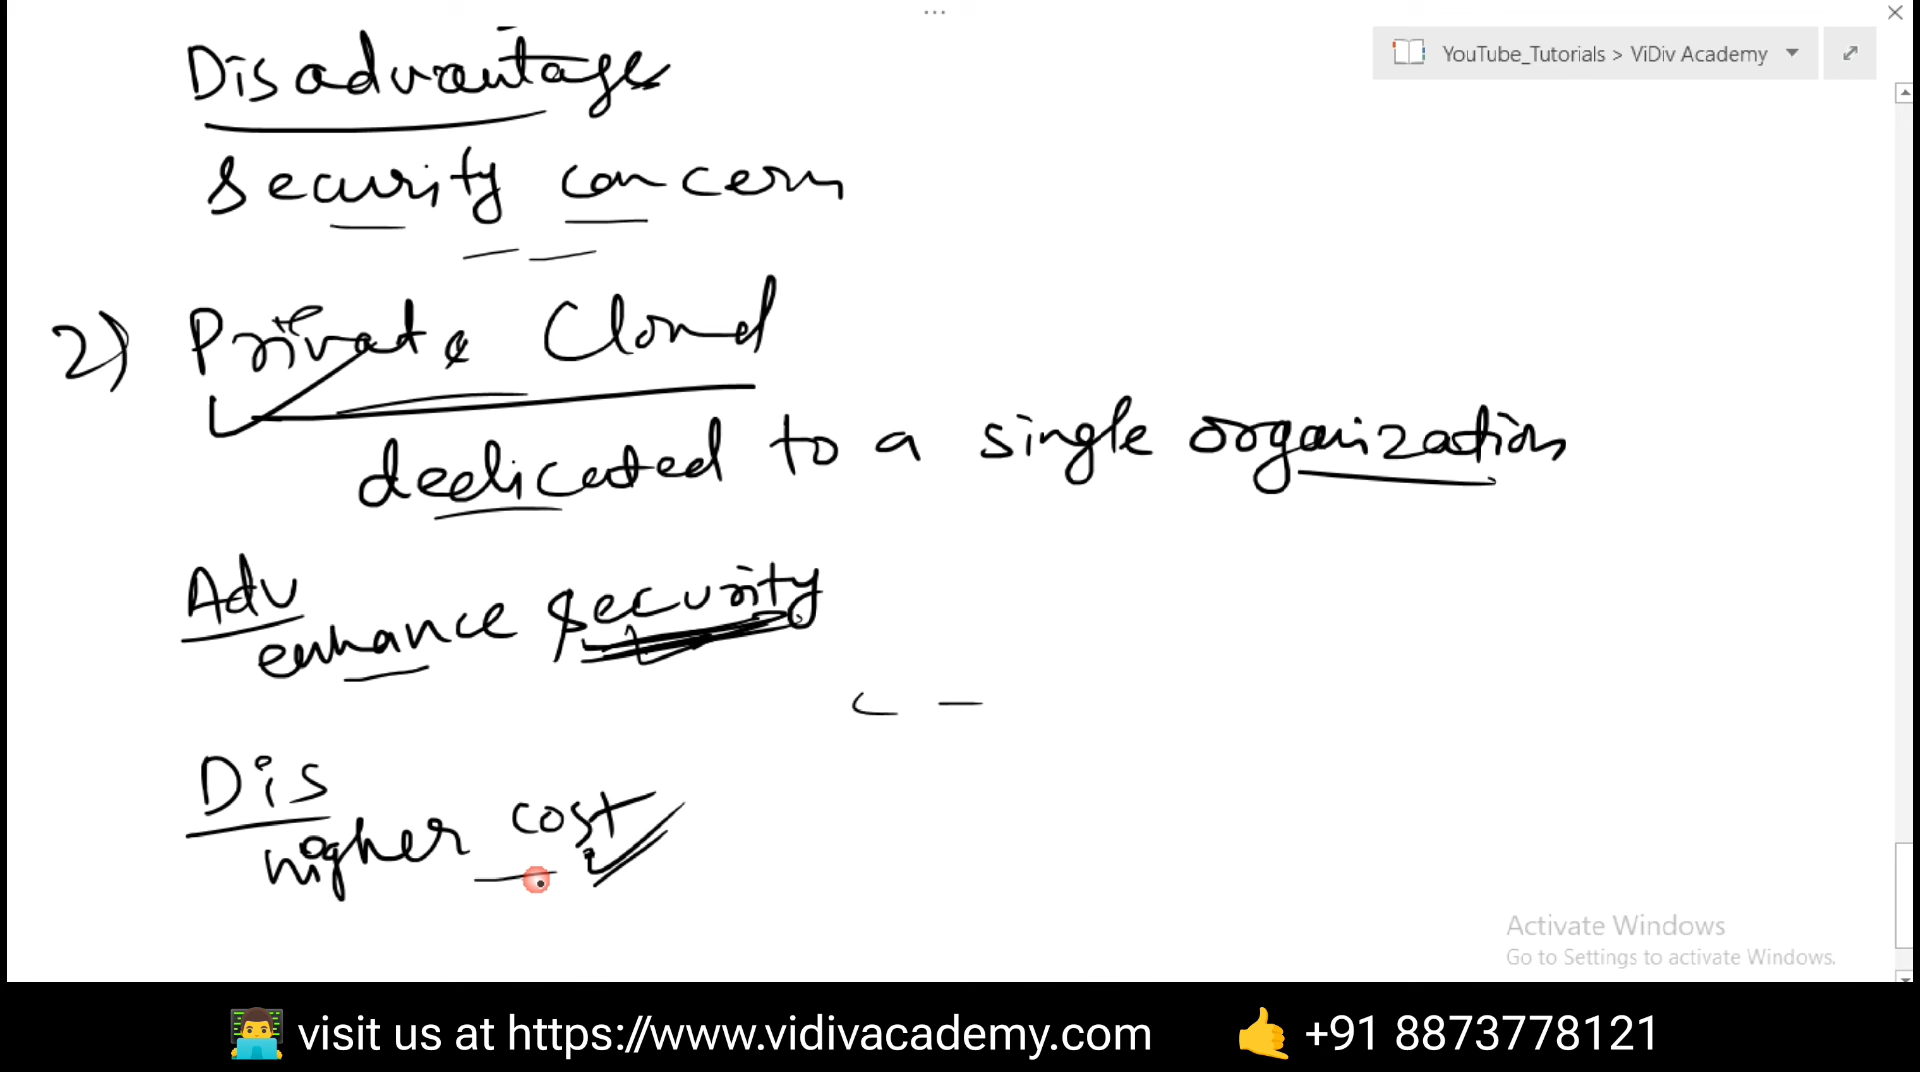 YouTube_Tutorials > ViDiv Academy
Disadvantages
Security concern
2) Private Cloud
dedicated to a single organization
Adv
enhance security
Dis
higher cost
Activate Windows
Go to Settings to activate Windows.
visit us at https://www.vidivacademy.com +91 8873778121